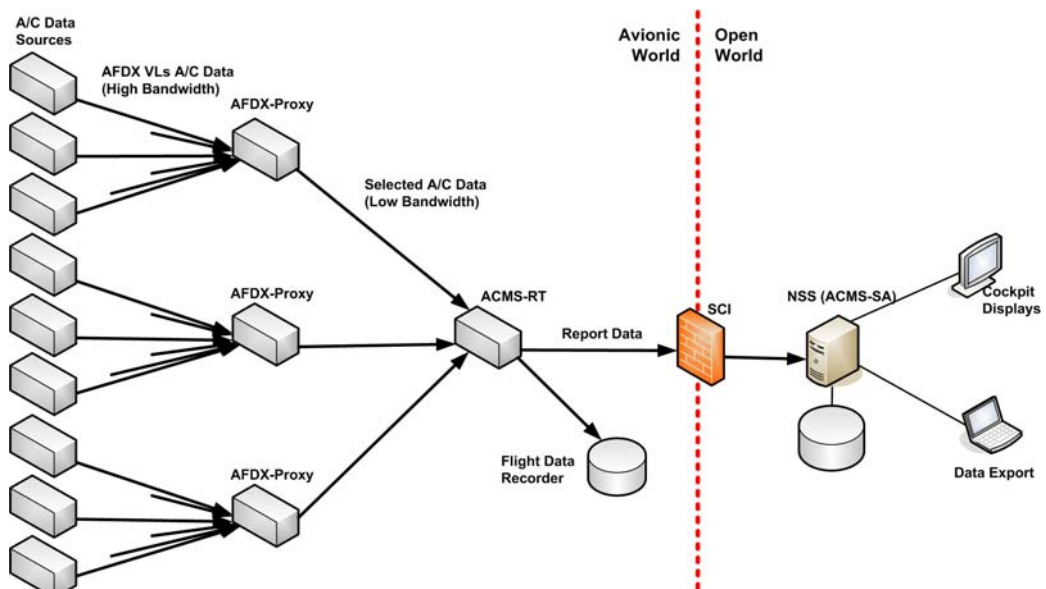 A/C Data
Sources
AFDX VLs A/C Data
(High Bandwidth)
AFDX-Proxy
Avionic
World
Open
World
Selected A/C Data
(Low Bandwidth)
AFDX-Proxy
ACMS-RT
Report Data
SCI
NSS (ACMS-SA)
Cockpit
Displays
AFDX-Proxy
Flight Data
Recorder
Data Export